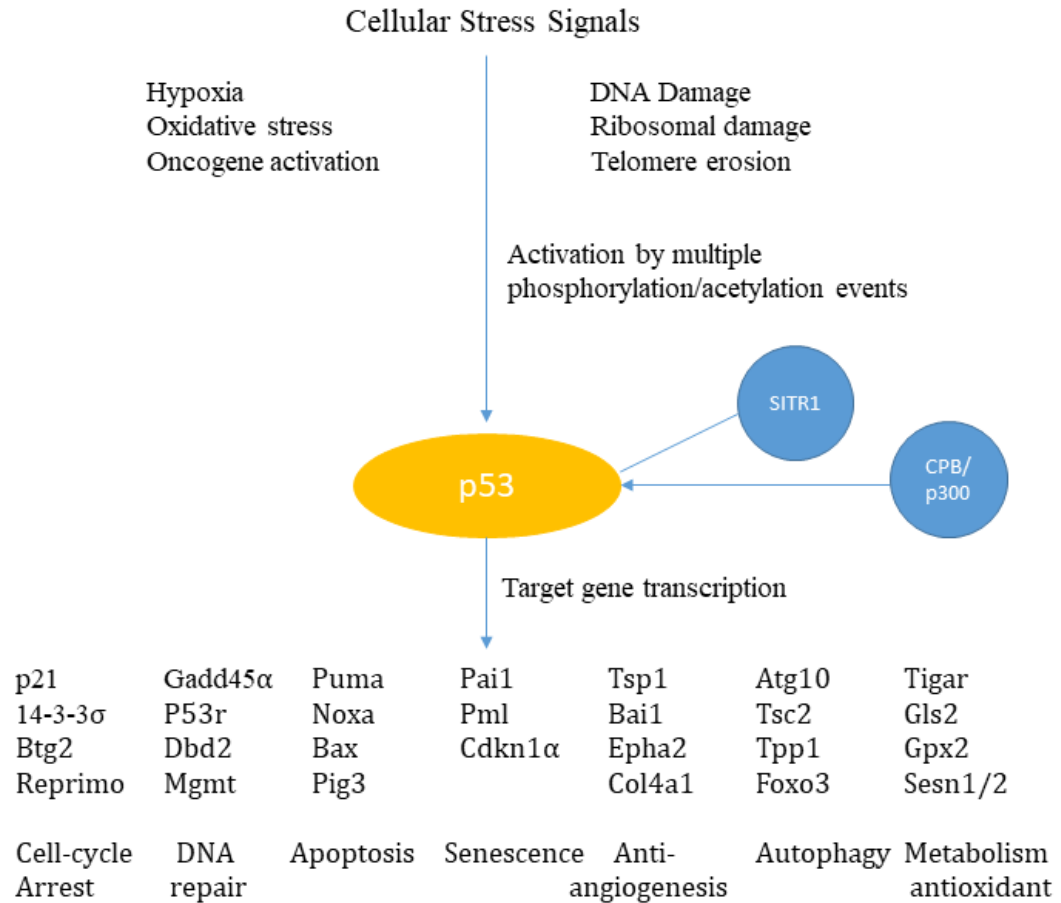 Cellular Stress Signals
Hypoxia
Oxidative stress
Oncogene activation
DNA Damage
Ribosomal damage
Telomere erosion
Activation by multiple
phosphorylation/acetylation events
SITR1
CPB/
p300
p53
Target gene transcription
p21 Gadd45α Puma Pai1 Tsp1 Atg10 Tigar
14-3-3σ P53r Noxa Pml Bai1 Tsc2 Gls2
Btg2 Dbd2 Bax Cdkn1α Epha2 Tpp1 Gpx2
Reprimo Mgmt Pig3 Col4a1 Foxo3 Sesn1/2
Cell-cycle DNA Apoptosis Senescence Anti- Autophagy Metabolism
Arrest repair angiogenesis antioxidant